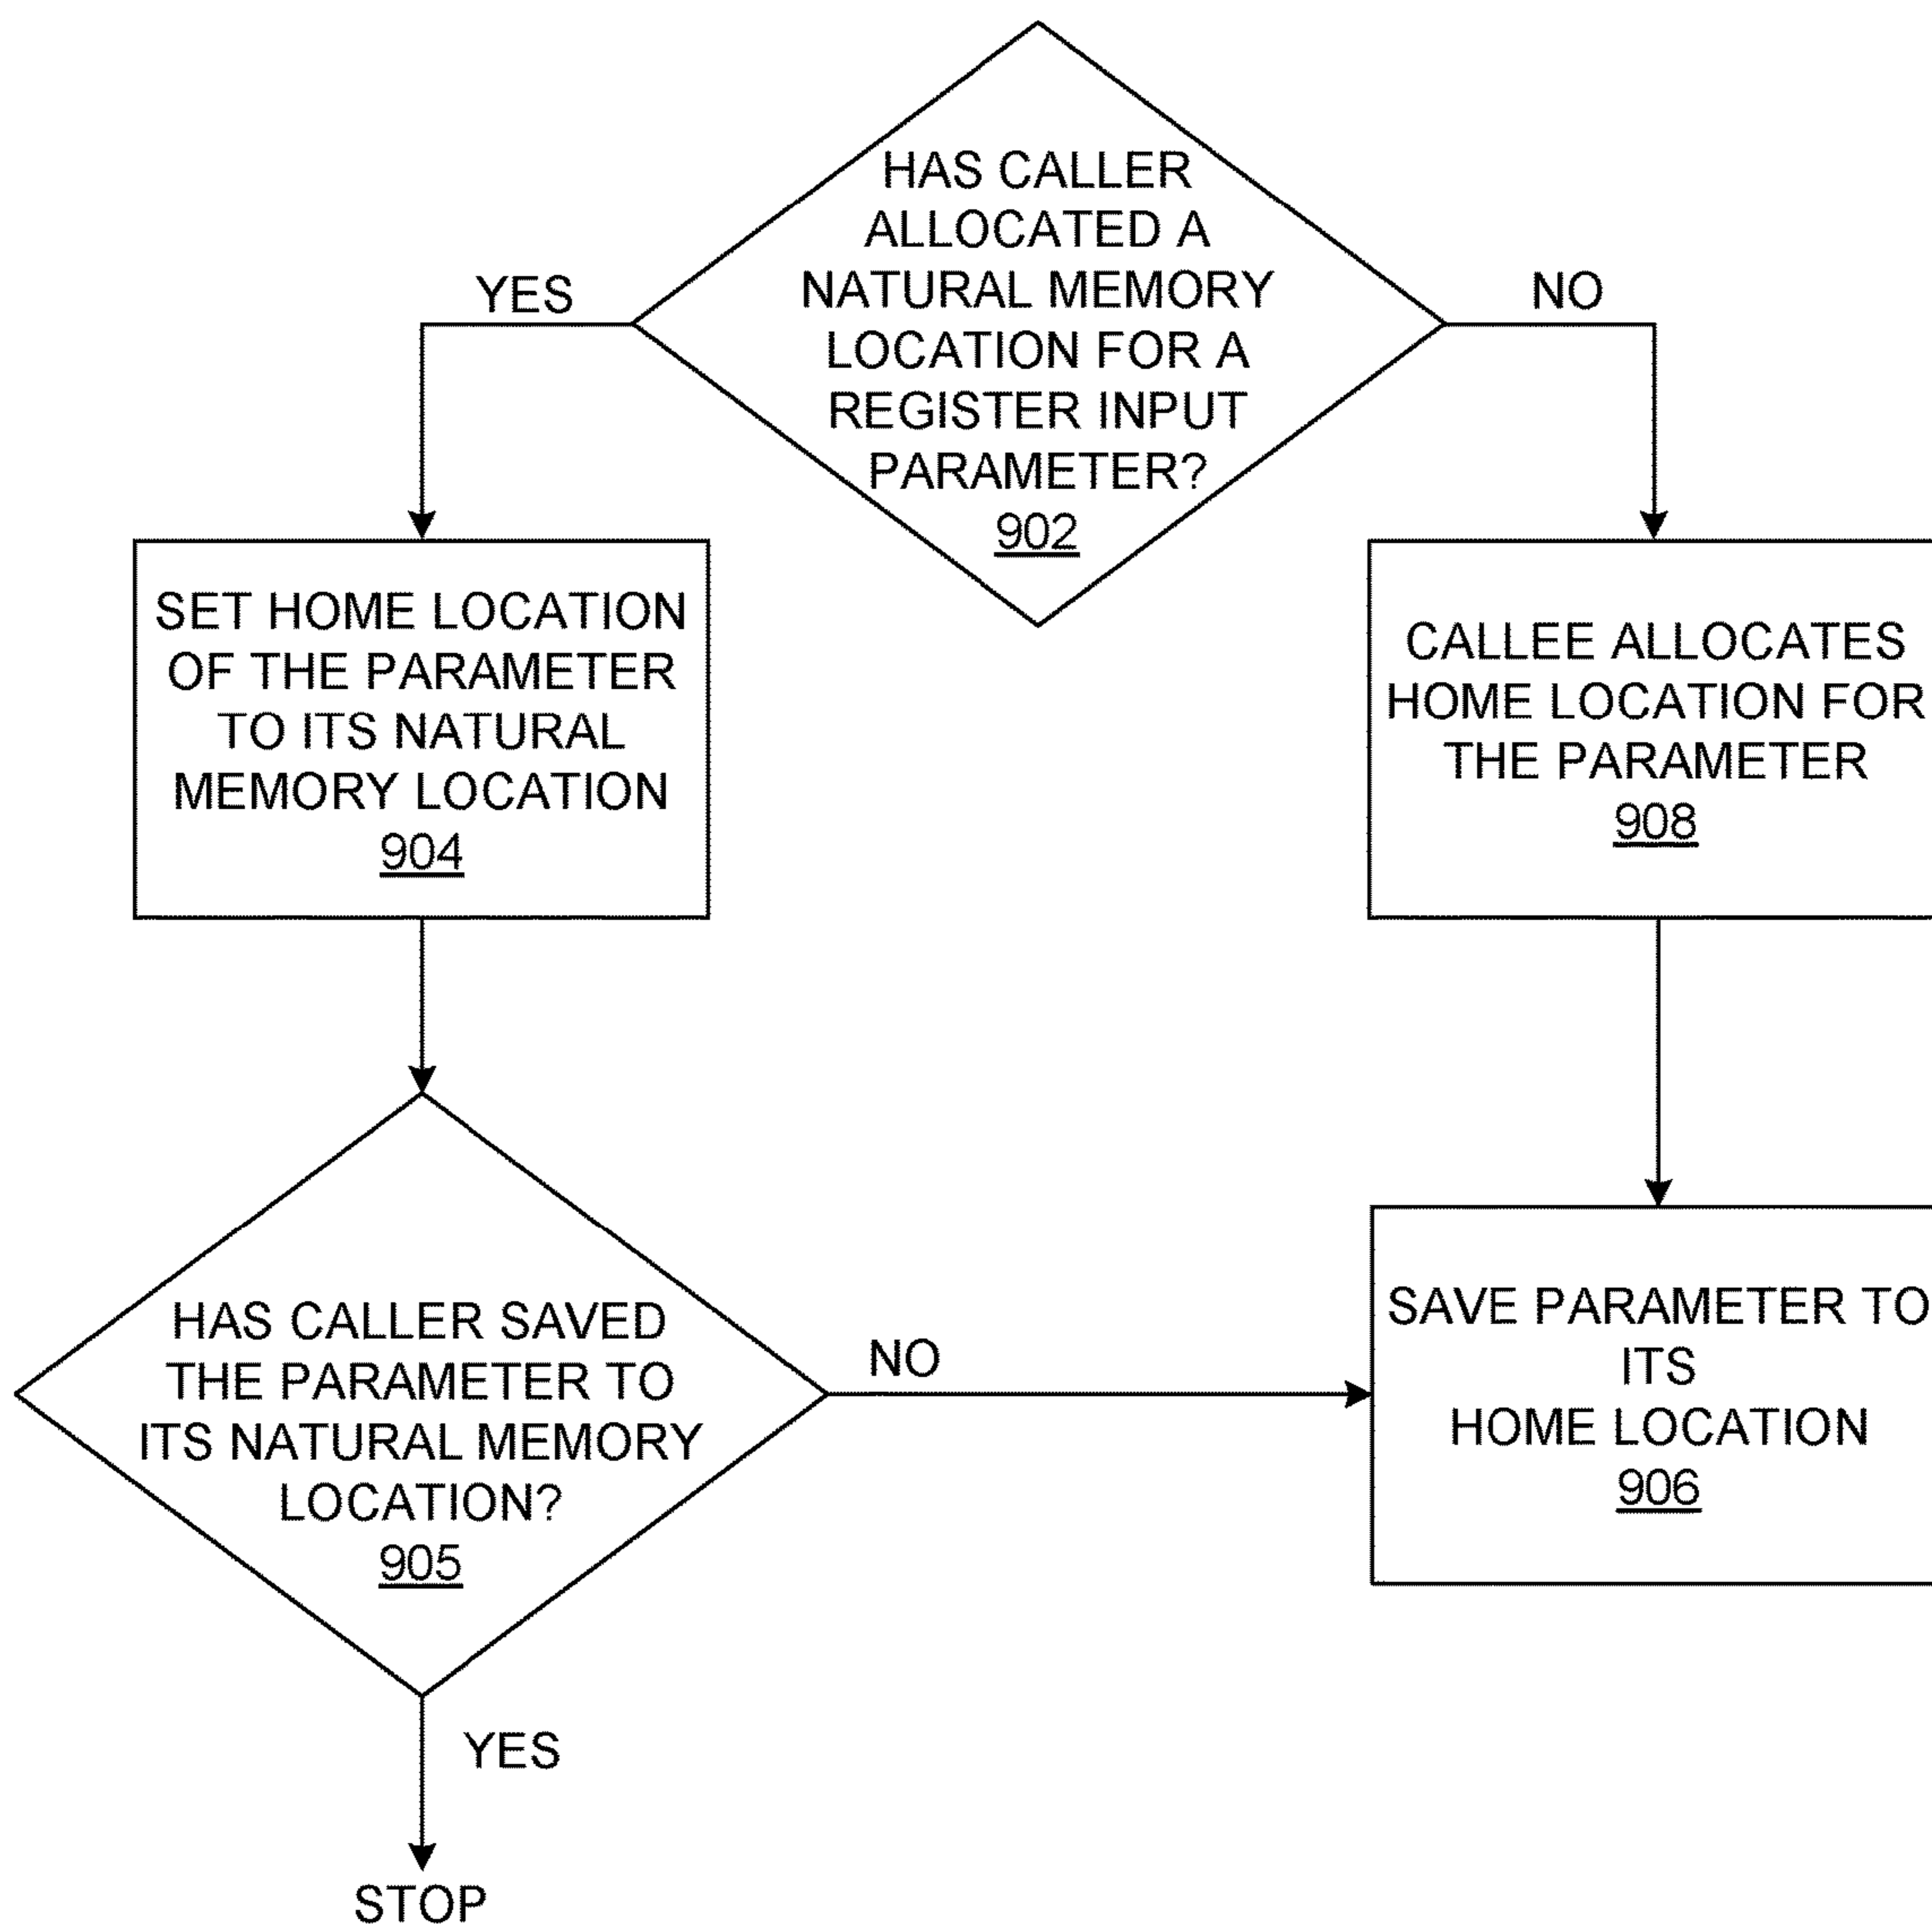 HAS CALLER
ALLOCATED A
NATURAL MEMORY
LOCATION FOR A
REGISTER INPUT
PARAMETER?
902
YES
NO
SET HOME LOCATION
OF THE PARAMETER
TO ITS NATURAL
MEMORY LOCATION
904
CALLEE ALLOCATES
HOME LOCATION FOR
THE PARAMETER
908
HAS CALLER SAVED
THE PARAMETER TO
ITS NATURAL MEMORY
LOCATION?
905
NO
SAVE PARAMETER TO
ITS
HOME LOCATION
906
YES
STOP